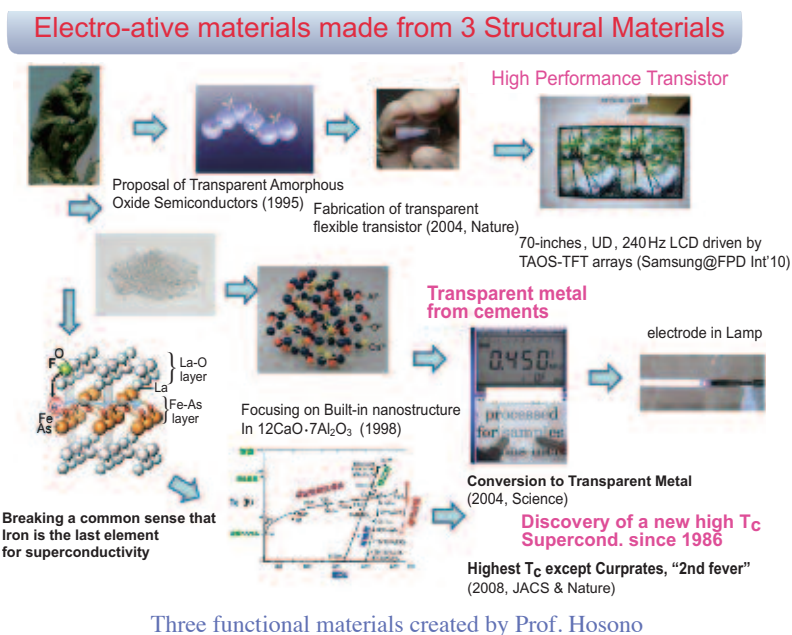 Electro-ative materials made from 3 Structural Materials
High Performance Transistor
Proposal of Transparent Amorphous
Oxide Semiconductors (1995)
Fabrication of transparent
flexible transistor (2004, Nature)
70-inches, UD, 240Hz LCD driven by
TAOS-TFT arrays (Samsung@FPD Int'10)
Transparent metal
from cements
electrode in Lamp
0.450
processed
for samples
O
F
La-O
layer
La
Fe-As
layer
Fe
As
Focusing on Built-in nanostructure
In 12CaO·7Al₂O₃ (1998)
Conversion to Transparent Metal
(2004, Science)
Breaking a common sense that
Iron is the last element
for superconductivity
Discovery of a new high Tc
Supercond. since 1986
Highest Tc except Curprates, “2nd fever”
(2008, JACS & Nature)
Three functional materials created by Prof. Hosono